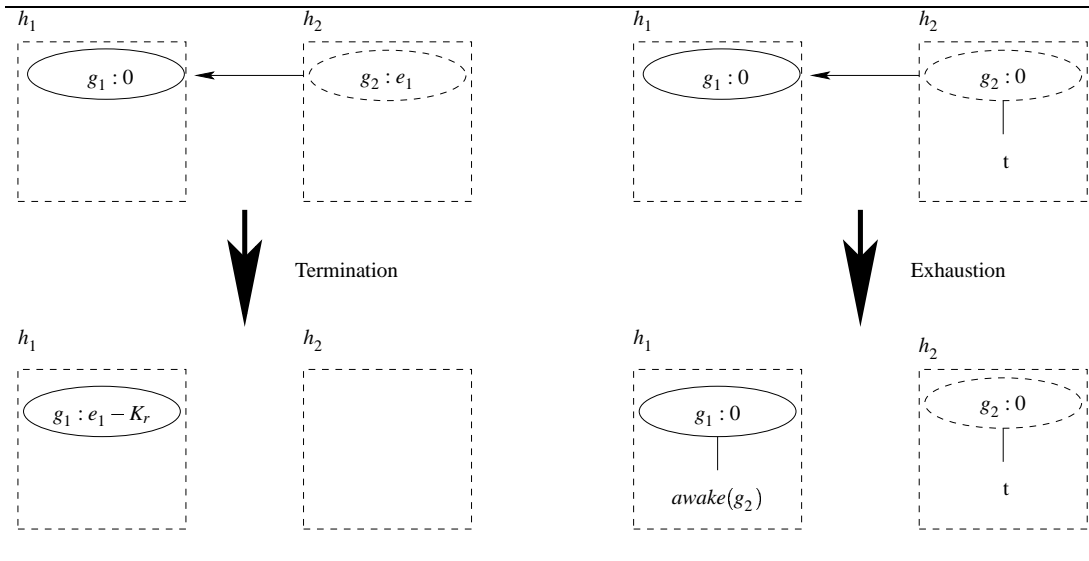 h₁
h₂
g₁ : 0
g₂ : e₁
Termination
h₁
h₂
g₁ : e₁ – Kᵣ
h₁
h₂
g₁ : 0
g₂ : 0
t
Exhaustion
h₁
h₂
g₁ : 0
awake(g₂)
g₂ : 0
t